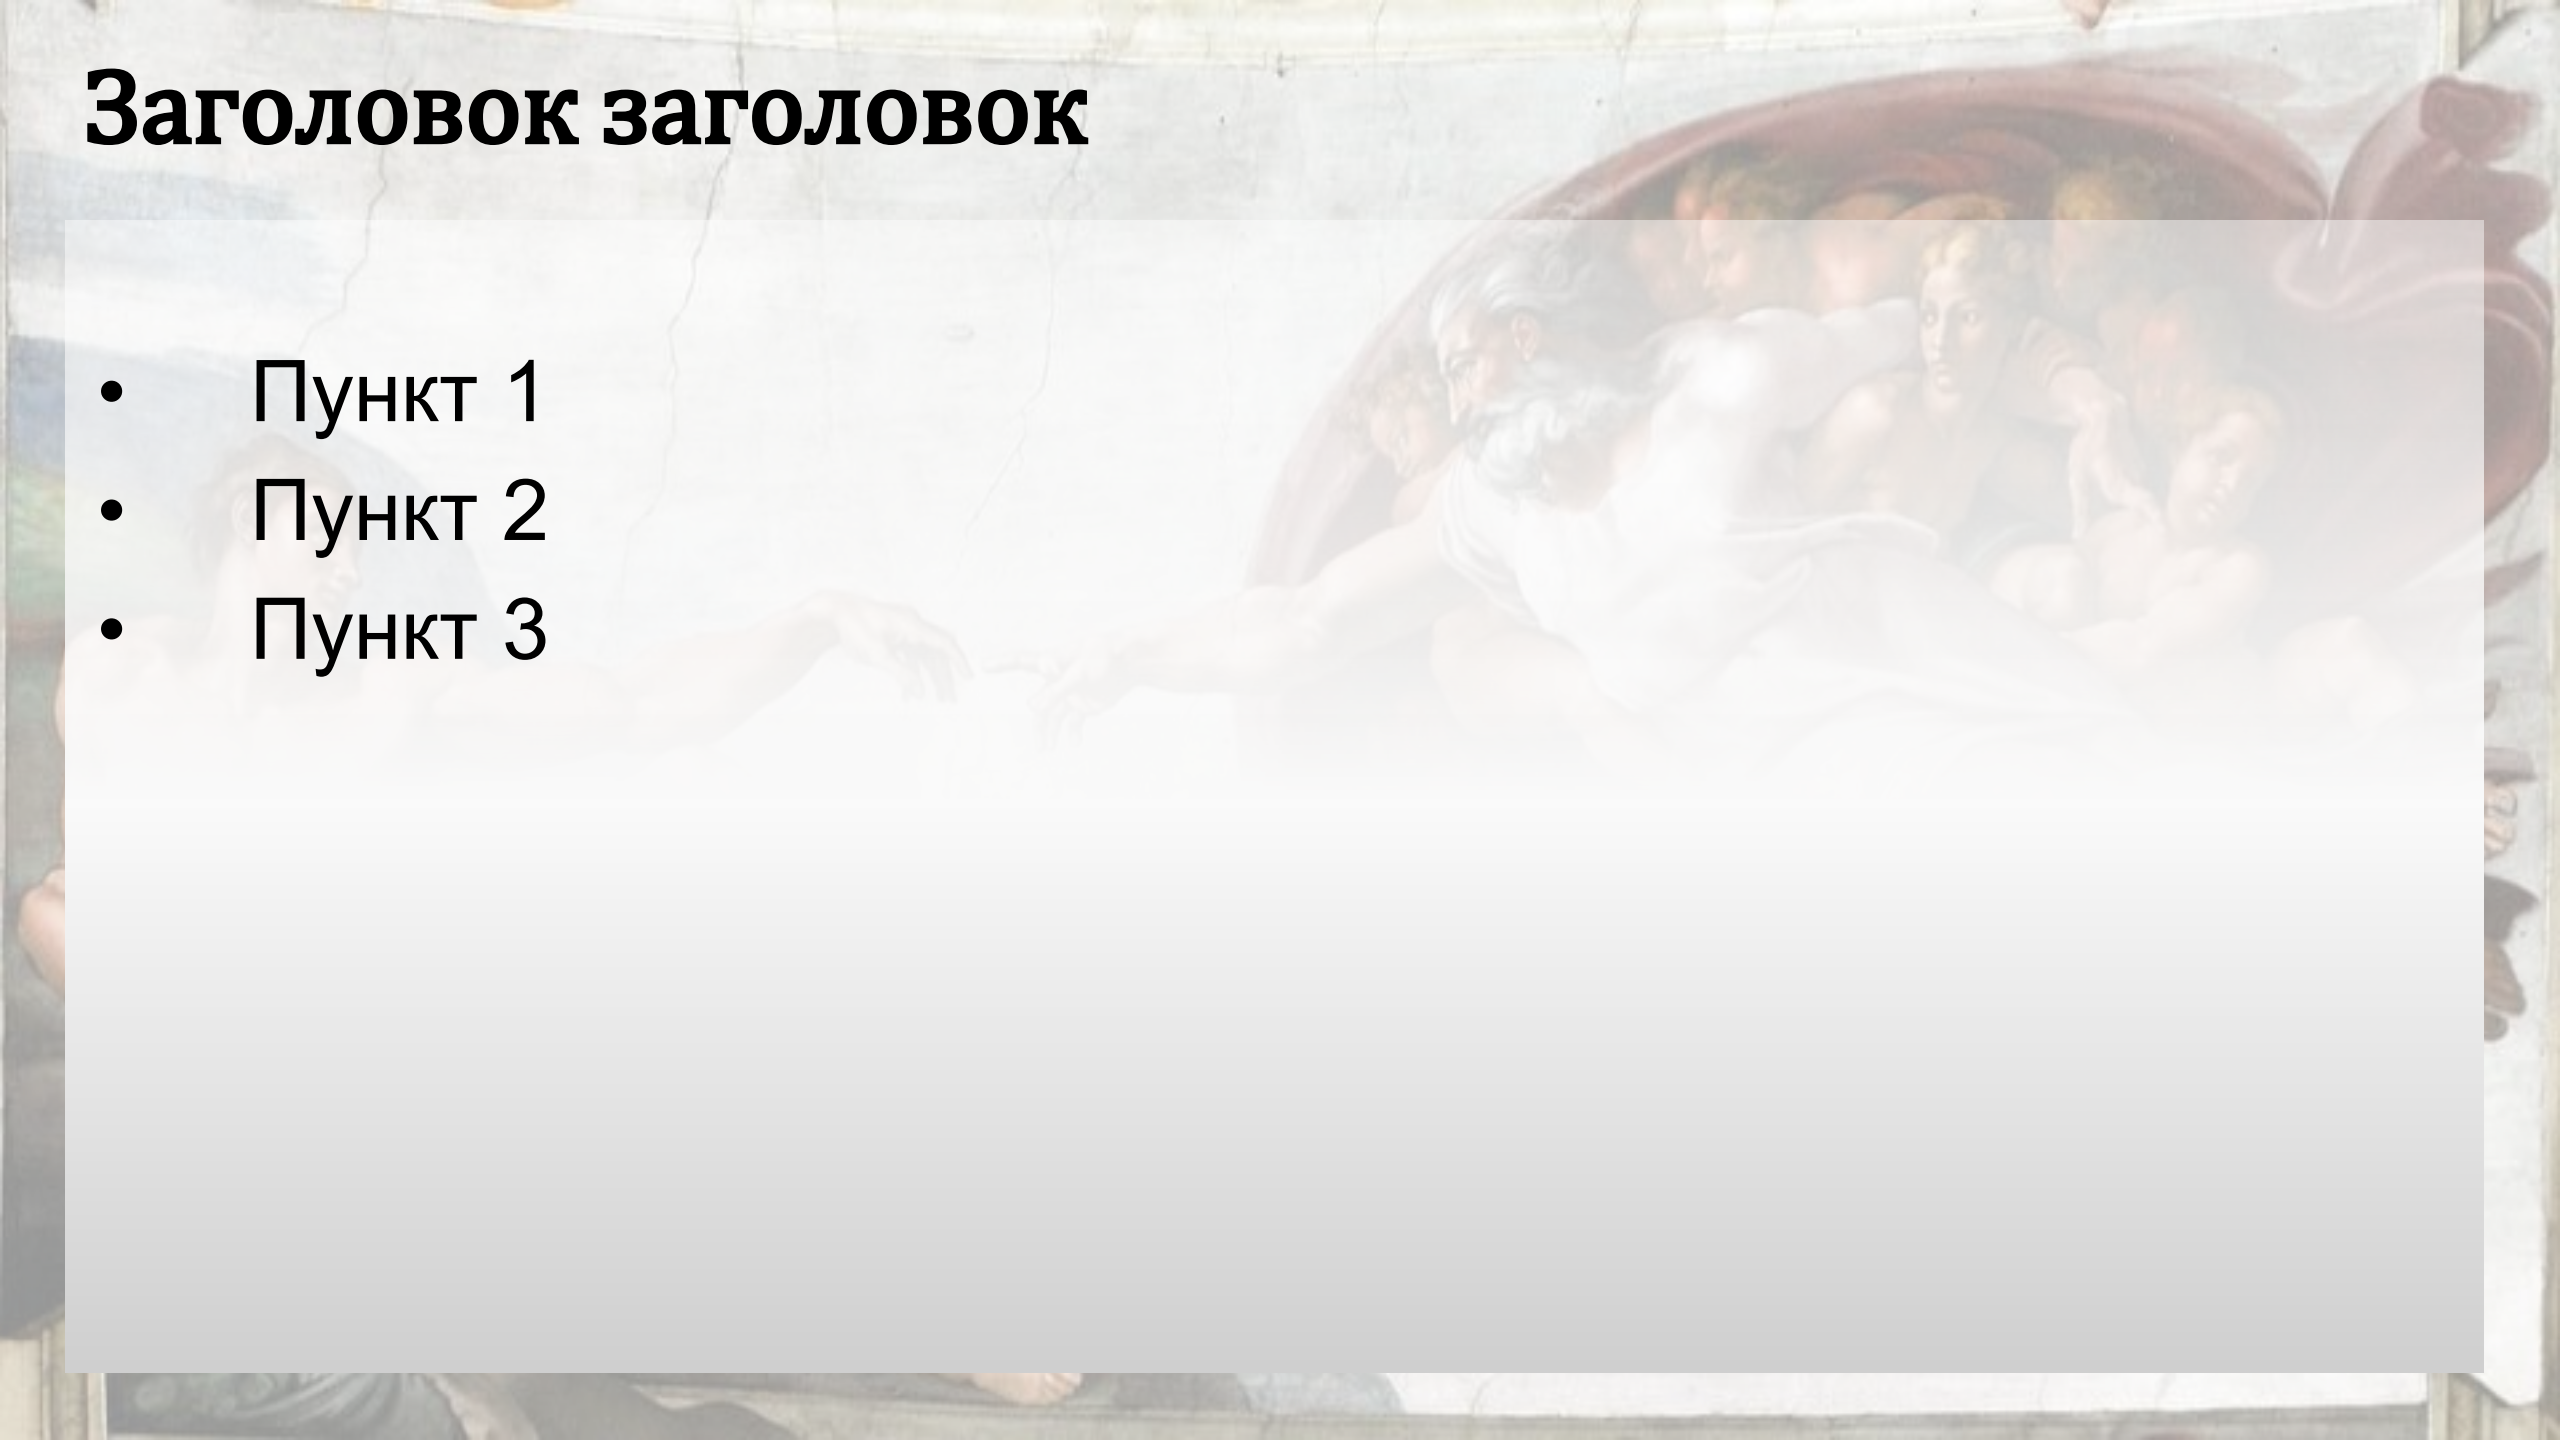 Заголовок заголовок
• Пункт 1
• Пункт 2
• Пункт 3